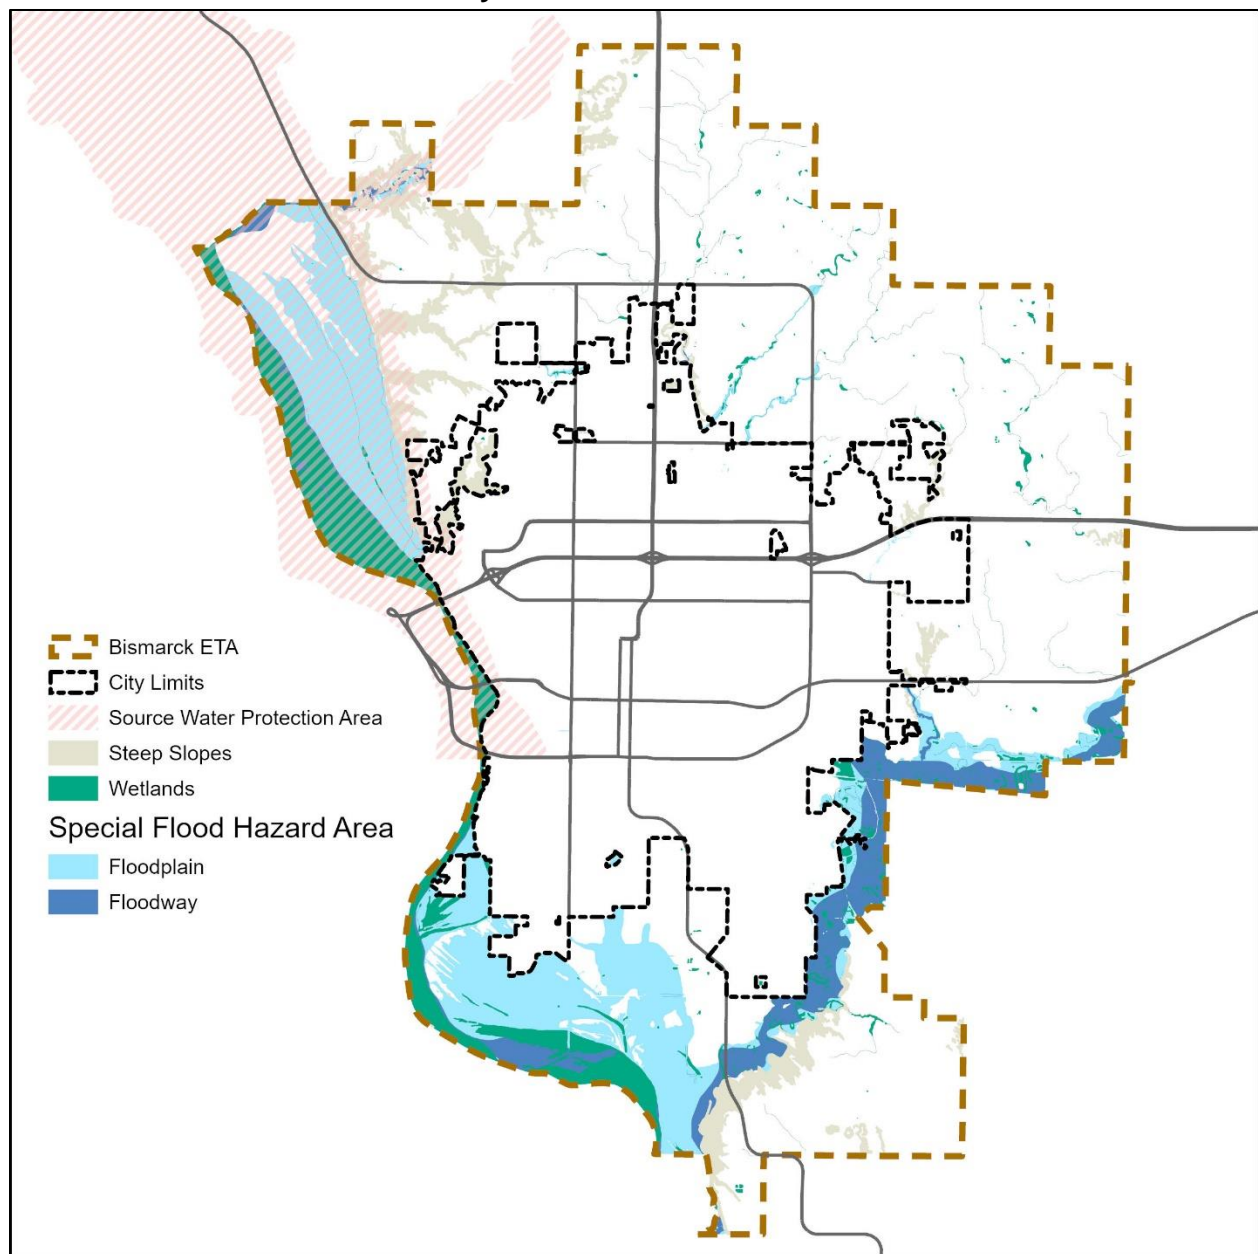 Bismarck ETA
City Limits
Source Water Protection Area
Steep Slopes
Wetlands
Special Flood Hazard Area
Floodplain
Floodway